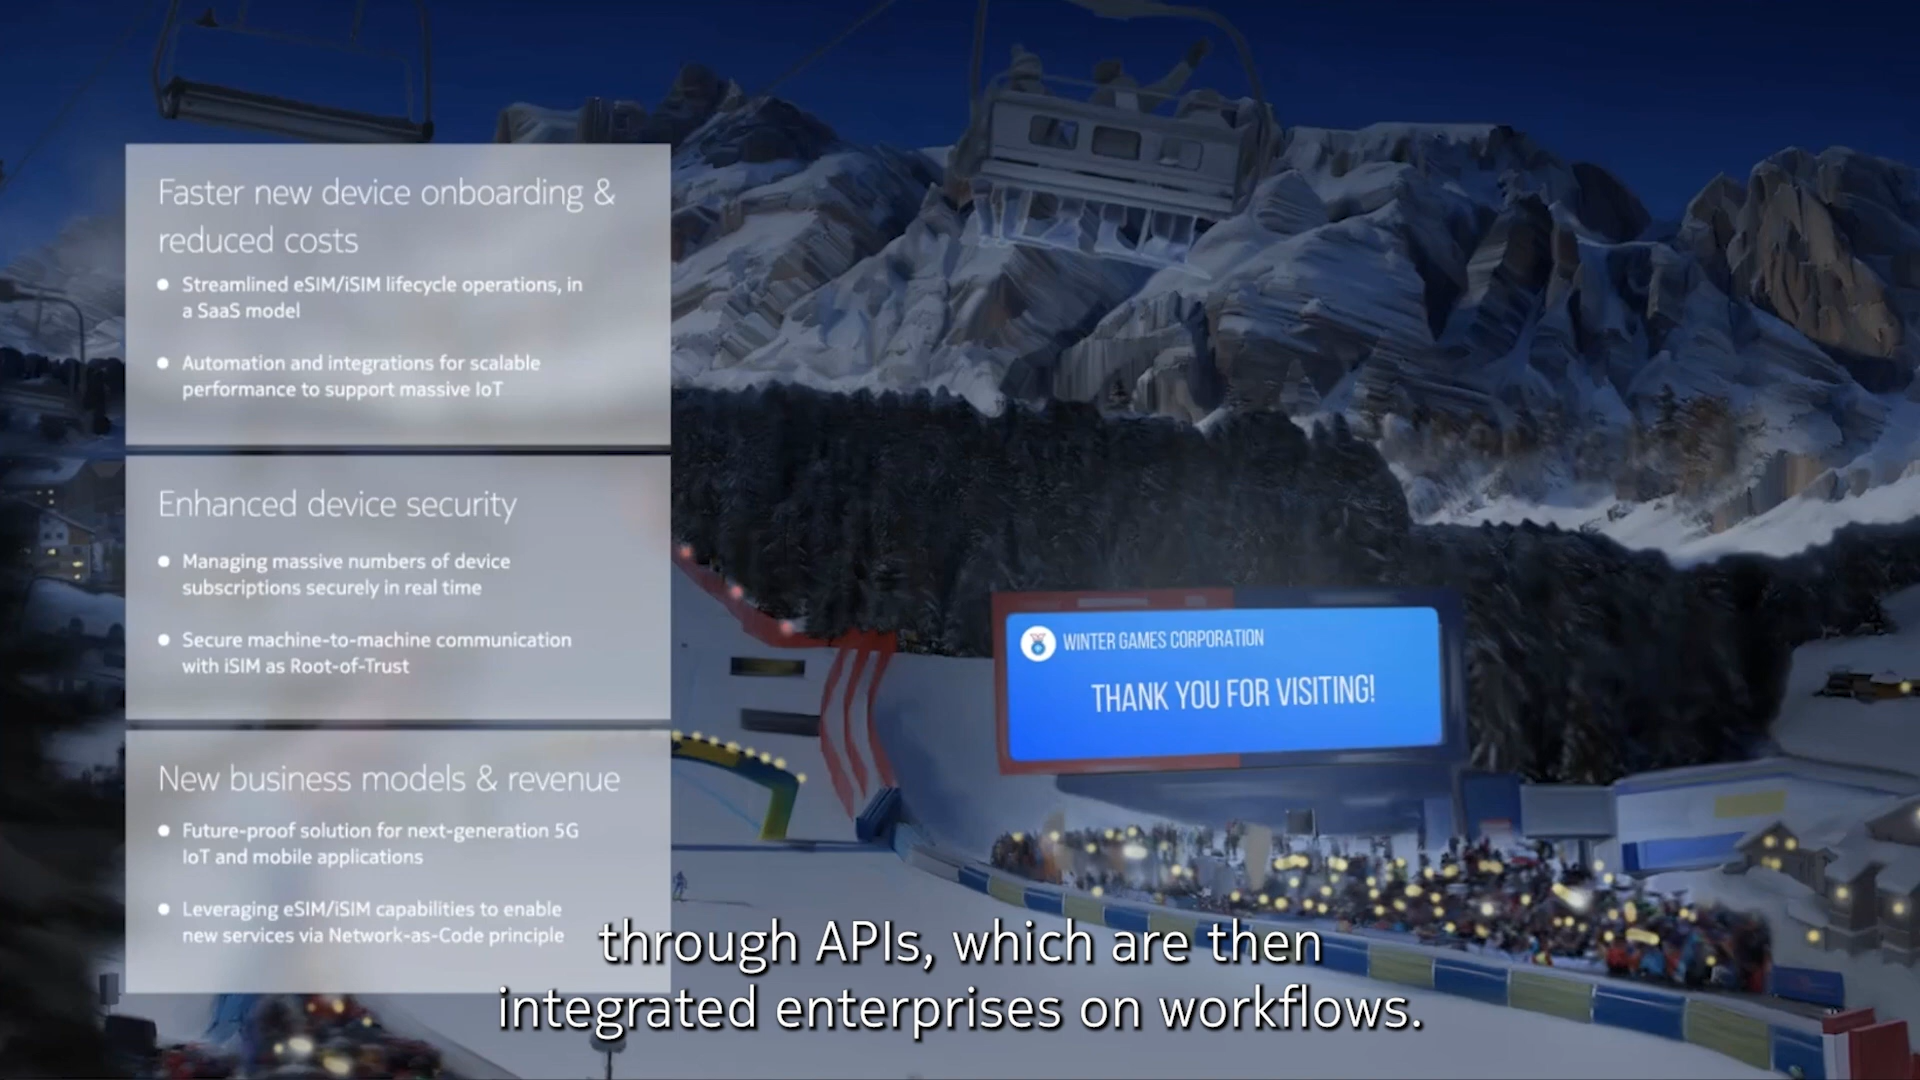 Faster new device onboarding &
reduced costs
Streamlined eSIM/iSIM lifecycle operations, in
a SaaS model
Automation and integrations for scalable
performance to support massive IoT
Enhanced device security
Managing massive numbers of device
subscriptions securely in real time
Secure machine-to-machine communication
with iSIM as Root-of-Trust
New business models & revenue
Future-proof solution for next-generation 5G
IoT and mobile applications
Leveraging eSIM/iSIM capabilities to enable
new services via Network-as-Code principle
WINTER GAMES CORPORATION
THANK YOU FOR VISITING!
through APIs, which are then
integrated enterprises on workflows.